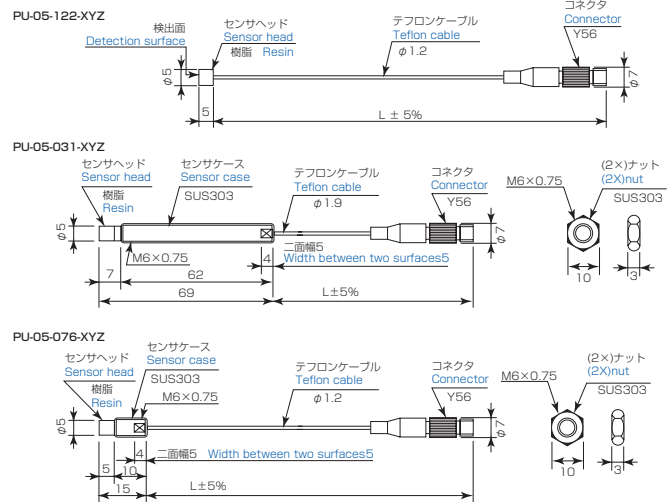 PU-05-122-XYZ
検出面
Detection surface
センサヘッド
Sensor head
樹脂 Resin
テフロンケーブル
Teflon cable
φ1.2
コネクタ
Connector
Y56
φ5
φ7
5
L ± 5%
PU-05-031-XYZ
センサヘッド
Sensor head
樹脂
Resin
センサケース
Sensor case
SUS303
テフロンケーブル
Teflon cable
φ1.9
コネクタ
Connector
Y56
M6×0.75
(2×)ナット
(2X)nut
SUS303
φ5
φ7
M6×0.75
4
二面幅5
Width between two surfaces5
7
62
69
L±5%
10
3
PU-05-076-XYZ
センサヘッド
Sensor head
樹脂
Resin
センサケース
Sensor case
SUS303
M6×0.75
テフロンケーブル
Teflon cable
φ1.2
コネクタ
Connector
Y56
M6×0.75
(2×)ナット
(2X)nut
SUS303
φ5
φ7
4
二面幅5 Width between two surfaces5
5
10
15
L±5%
10
3